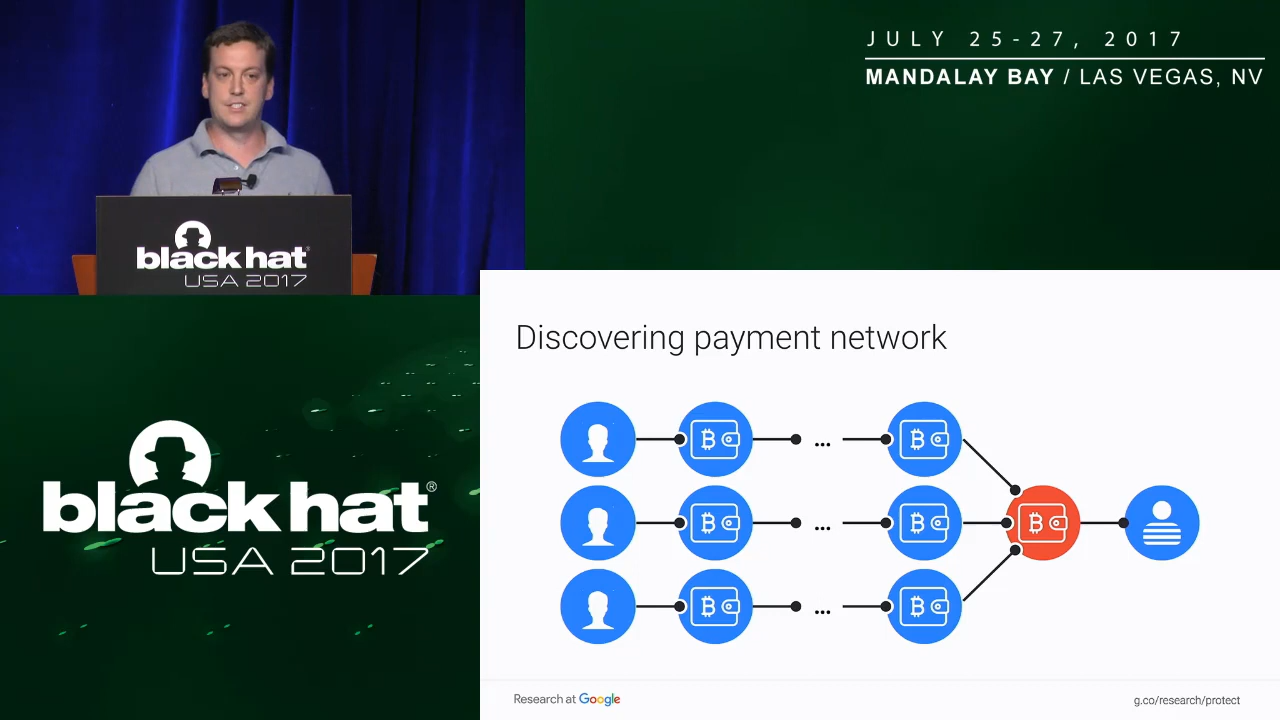 JULY 25-27, 2017
MANDALAY BAY / LAS VEGAS, NV
black hat
USA 2017
Discovering payment network
...
...
...
black hat®
USA 2017
Research at Google
g.co/research/protect